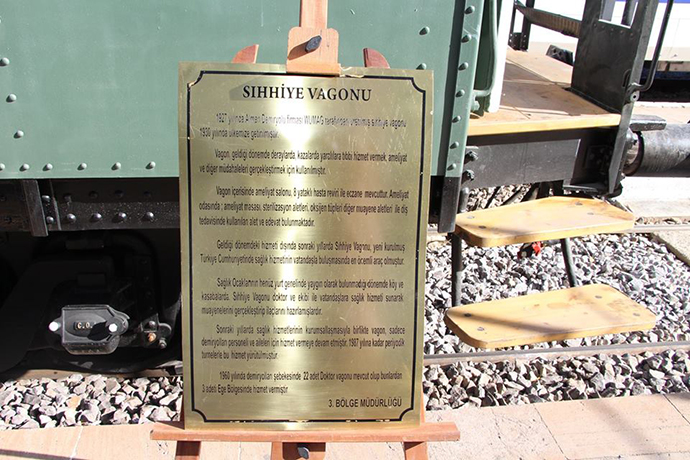 SIHHİYE VAGONU
1927 yılında Alman Demiryolu firması WUMAG tarafından üretilmiş sıhhiye vagonu
1930 yılında ülkemize getirilmiştir.
Vagon, geldiği dönemde deraylarda, kazalarda yardıılara tıbbi hizmet vermek, ameliyat
ve diğer müdahaleleri gerçekleştirmek için kullanılmıştır.
Vagon içerisinde ameliyat salonu, 8 yataklı hasta reviri ile eczane mevcuttur. Ameliyat
odasında ; ameliyat masası, sterilizasyon aletleri, oksijen tüpleri diğer muayene aletleri ile diş
tedavisinde kullanılan alet ve edevat bulunmaktadır.
Geldiği dönemdeki hizmeti dışında sonraki yıllarda Sıhhiye Vagonu, yeni kurulmuş
Türkiye Cumhuriyetinde sağlık hizmetinin vatandaşla buluşmasında en önemli araç olmuştur.
Sağlık Ocaklarının henüz yurt genelinde yaygın olarak bulunmadığı dönemde köy ve
kasabalarda, Sıhhiye Vagonu doktor ve ekibi ile vatandaşlara sağlık hizmeti sunarak
muayenelerini gerçekleştirip ilaçlarını hazırlamışlardır.
Sonraki yıllarda sağlık hizmetlerinin kurumsallaşmasıyla birlikte vagon, sadece
demiryolları personeli ve aileleri için hizmet vermeye devam etmiştir. 1987 yılına kadar periyodik
turnelerle bu hizmet yürütülmüştür.
1960 yılında demiryolları şebekesinde 22 adet Doktor vagonu mevcut olup bunlardan
3 adeti Ege Bölgesinde hizmet vermiştir.
3. BÖLGE MÜDÜRLÜĞÜ